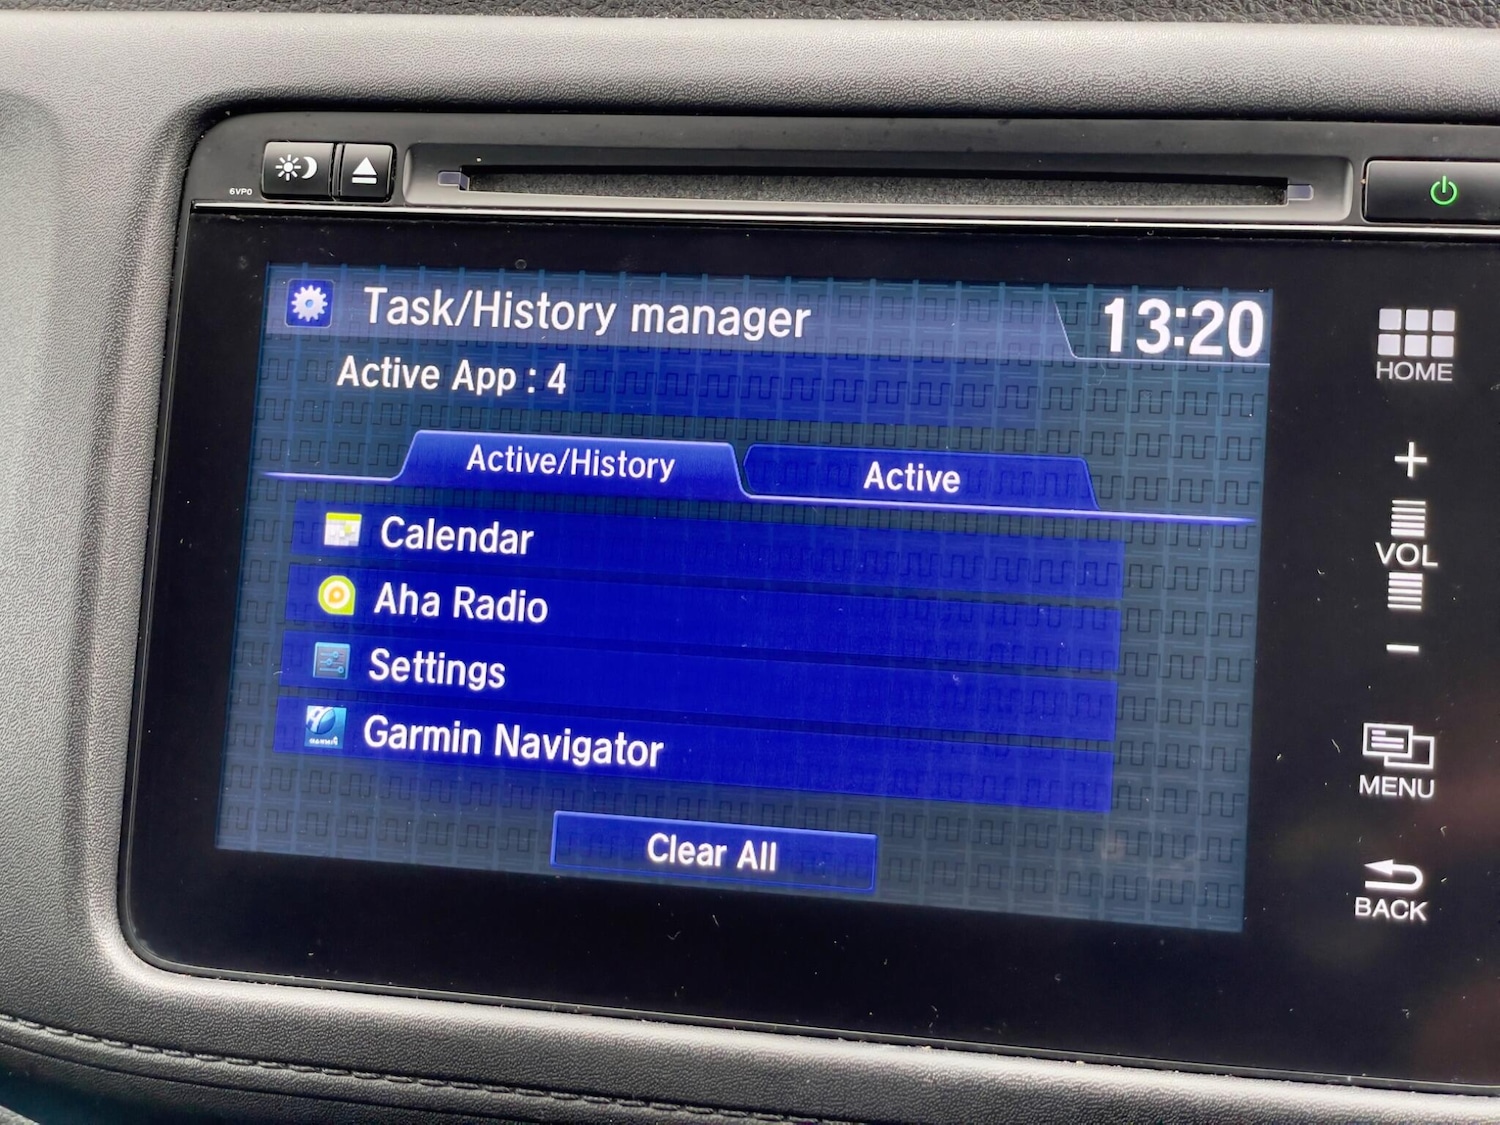 6VP0
Task/History manager
13:20
Active App : 4
Active/History
Active
Calendar
Aha Radio
Settings
Garmin Navigator
Clear All
HOME
+
VOL
−
MENU
BACK